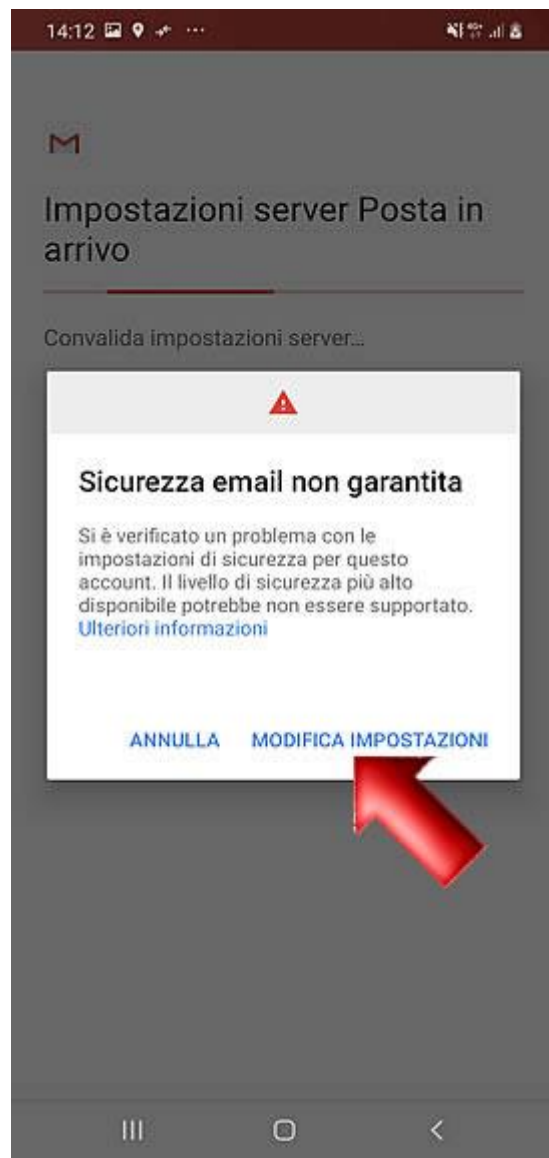 14:12
Impostazioni server Posta in
arrivo
Convalida impostazioni server...
Sicurezza email non garantita
Si è verificato un problema con le
impostazioni di sicurezza per questo
account. Il livello di sicurezza più alto
disponibile potrebbe non essere supportato.
Ulteriori informazioni
ANNULLA MODIFICA IMPOSTAZIONI